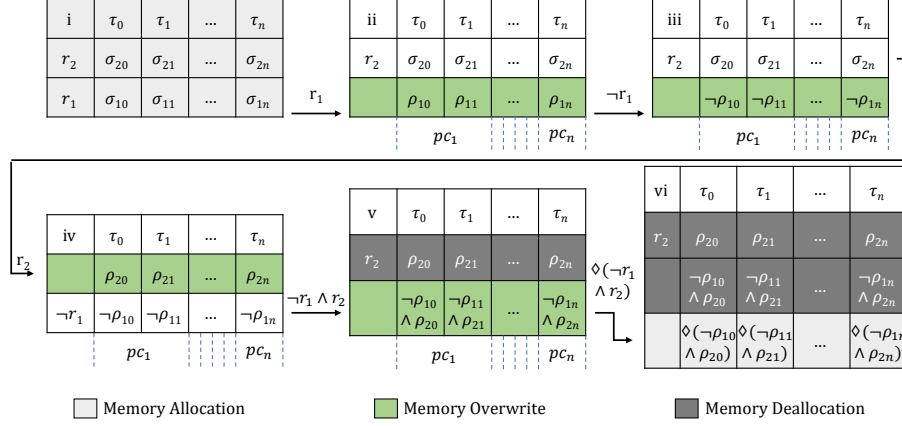 i τ₀ τ₁ ... τₙ
r₂ σ₂₀ σ₂₁ ... σ₂ₙ
r₁ σ₁₀ σ₁₁ ... σ₁ₙ
r₁
ii τ₀ τ₁ ... τₙ
r₂ σ₂₀ σ₂₁ ... σ₂ₙ
ρ₁₀ ρ₁₁ ... ρ₁ₙ
pc₁ pcₙ
¬r₁
iii τ₀ τ₁ ... τₙ
r₂ σ₂₀ σ₂₁ ... σ₂ₙ
¬ρ₁₀ ¬ρ₁₁ ... ¬ρ₁ₙ
pc₁ pcₙ
r₂
iv τ₀ τ₁ ... τₙ
ρ₂₀ ρ₂₁ ... ρ₂ₙ
¬r₁ ¬ρ₁₀ ¬ρ₁₁ ... ¬ρ₁ₙ
pc₁ pcₙ
¬r₁ ∧ r₂
v τ₀ τ₁ ... τₙ
r₂ ρ₂₀ ρ₂₁ ... ρ₂ₙ
¬ρ₁₀ ¬ρ₁₁ ... ¬ρ₁ₙ
∧ ρ₂₀ ∧ ρ₂₁ ∧ ρ₂ₙ
pc₁ pcₙ
◊(¬r₁
∧ r₂)
vi τ₀ τ₁ ... τₙ
r₂ ρ₂₀ ρ₂₁ ... ρ₂ₙ
¬ρ₁₀ ¬ρ₁₁ ... ¬ρ₁ₙ
∧ ρ₂₀ ∧ ρ₂₁ ∧ ρ₂ₙ
◊(¬ρ₁₀ ◊(¬ρ₁₁ ... ◊(¬ρ₁ₙ
∧ ρ₂₀) ∧ ρ₂₁) ∧ ρ₂ₙ)
Memory Allocation
Memory Overwrite
Memory Deallocation